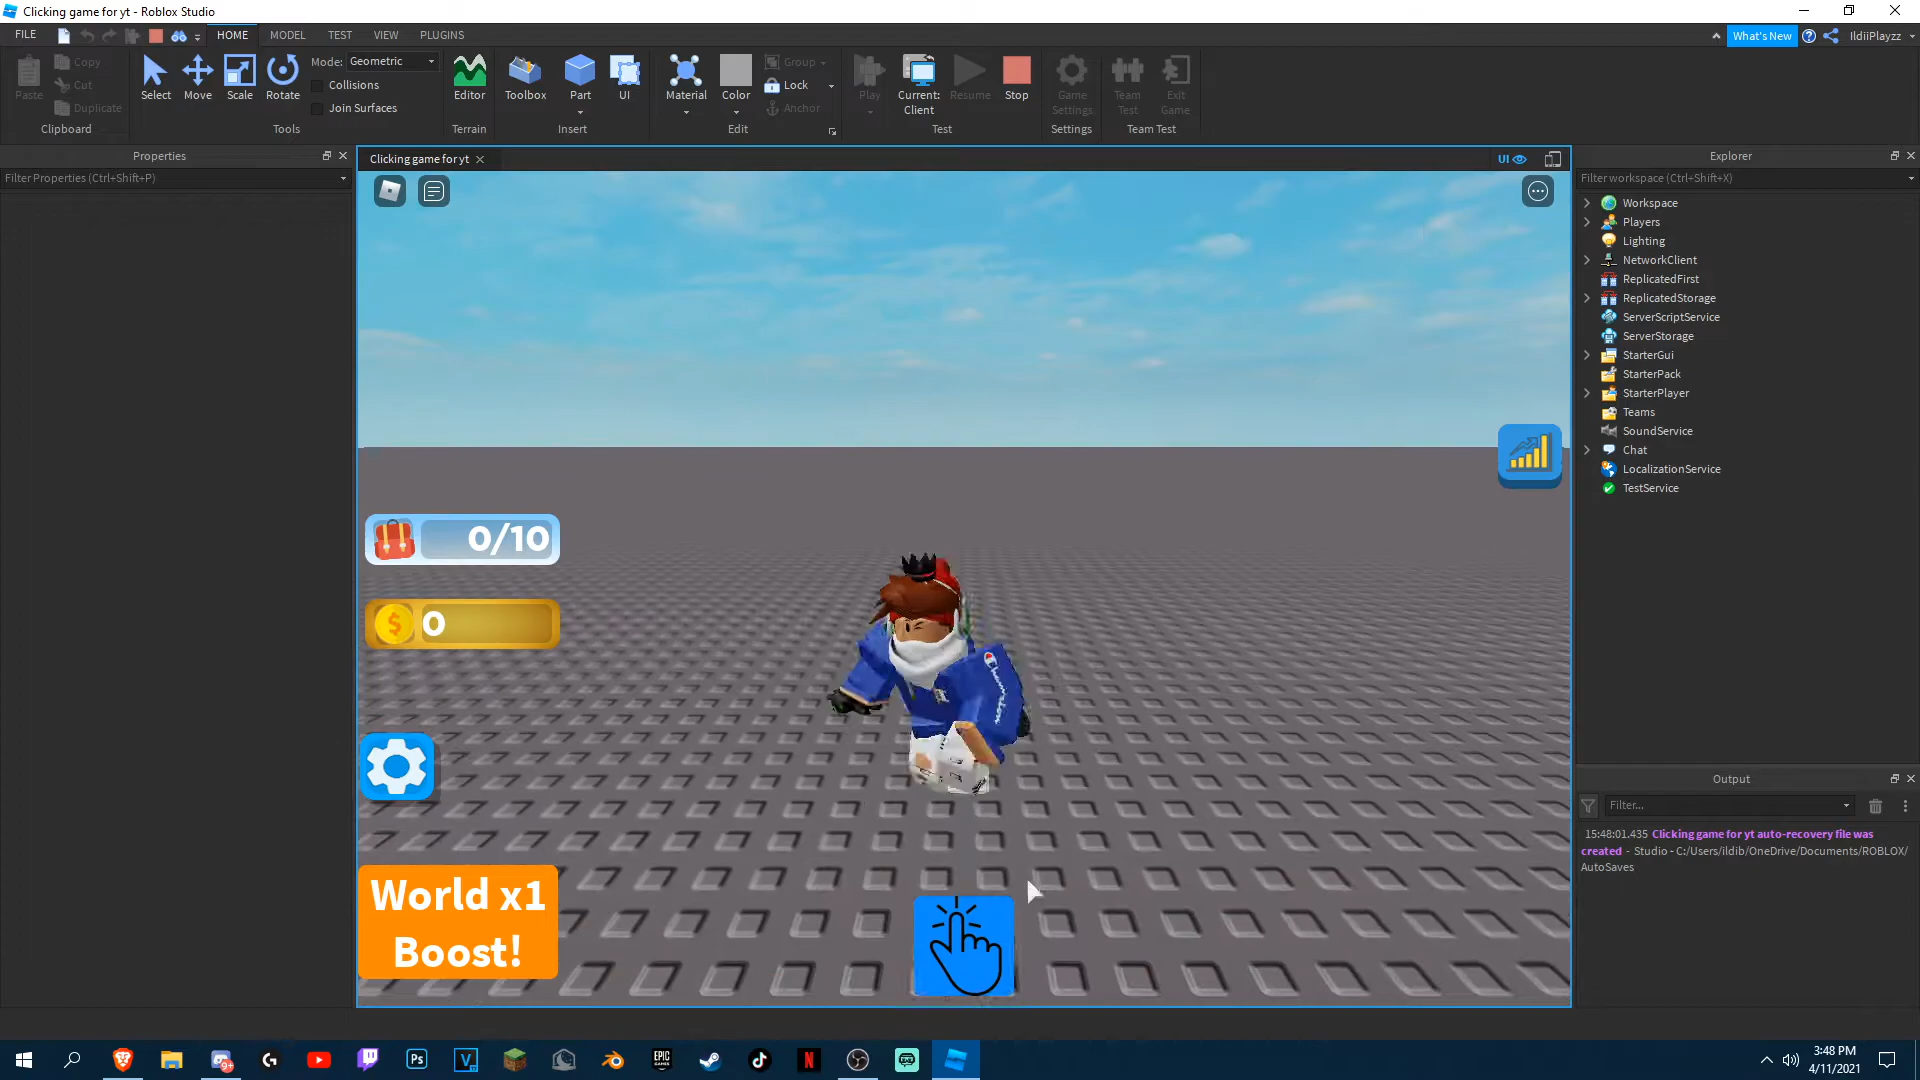 Clicking game for yt - Roblox Studio
FILE HOME MODEL TEST VIEW PLUGINS What's New IldiiPlayzz
Paste
Copy
Cut
Duplicate
Clipboard
Select Move Scale Rotate
Mode: Geometric
Collisions
Join Surfaces
Tools
Editor
Terrain
Toolbox Part UI
Insert
Material Color
Group
Lock
Anchor
Edit
Play Current: Client Resume Stop
Test
Game Settings
Settings
Team Test Exit Game
Team Test
Properties
Filter Properties (Ctrl+Shift+P)
Clicking game for yt
UI
0/10
$ 0
World x1
Boost!
Champion
Explorer
Filter workspace (Ctrl+Shift+X)
Workspace
Players
Lighting
NetworkClient
ReplicatedFirst
ReplicatedStorage
ServerScriptService
ServerStorage
StarterGui
StarterPack
StarterPlayer
Teams
SoundService
Chat
LocalizationService
TestService
Output
Filter...
15:48:01.435 Clicking game for yt auto-recovery file was
created - Studio - C:/Users/ildib/OneDrive/Documents/ROBLOX/
AutoSaves
9+ Ps V EPIC GAMES N
3:48 PM
4/11/2021